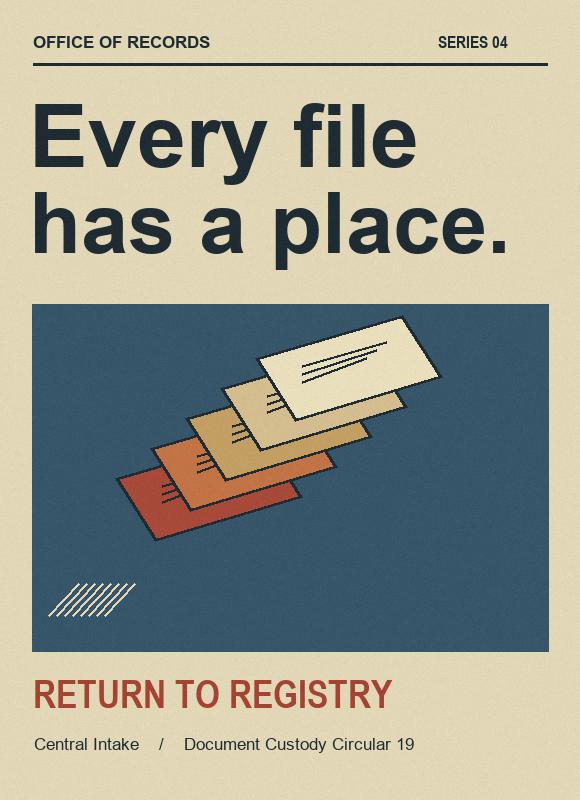 OFFICE OF RECORDS SERIES 04
Every file
has a place.
RETURN TO REGISTRY
Central Intake / Document Custody Circular 19